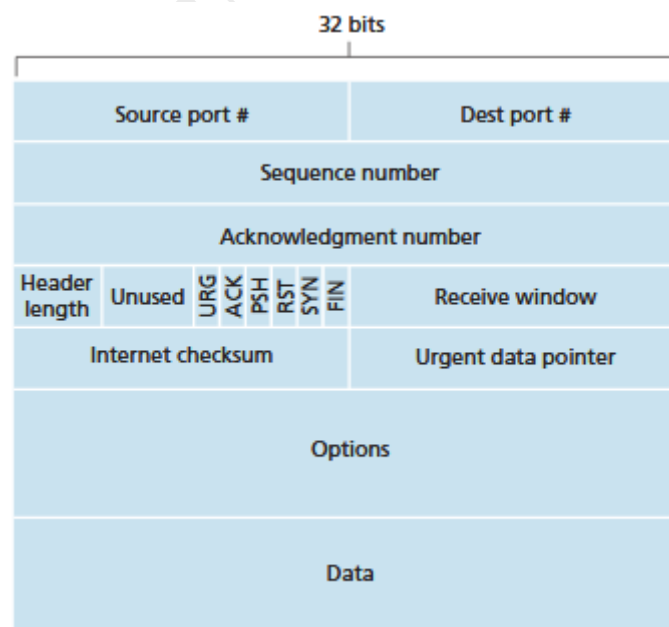 32 bits
Source port # Dest port #
Sequence number
Acknowledgment number
Header length Unused URG ACK PSH RST SYN FIN Receive window
Internet checksum Urgent data pointer
Options
Data